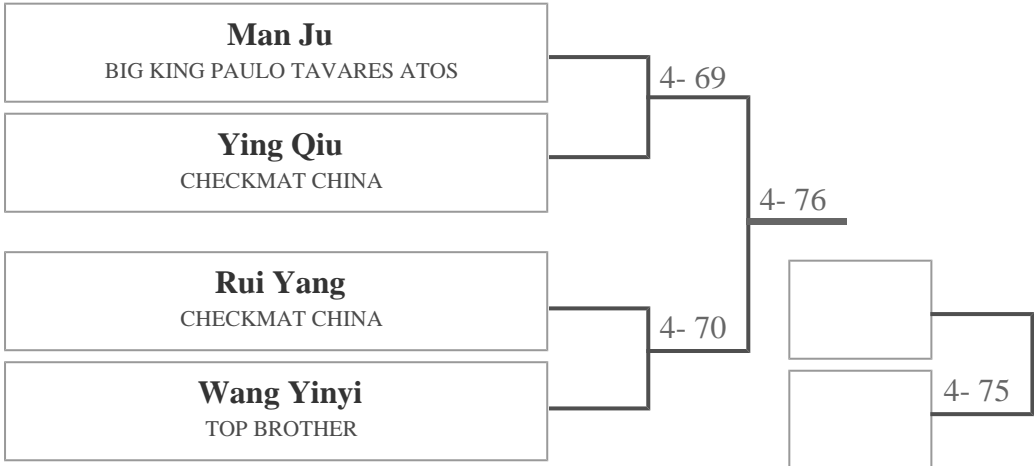 Man Ju
BIG KING PAULO TAVARES ATOS
4- 69
Ying Qiu
CHECKMAT CHINA
4- 76
Rui Yang
CHECKMAT CHINA
4- 70
Wang Yinyi
TOP BROTHER
4- 75